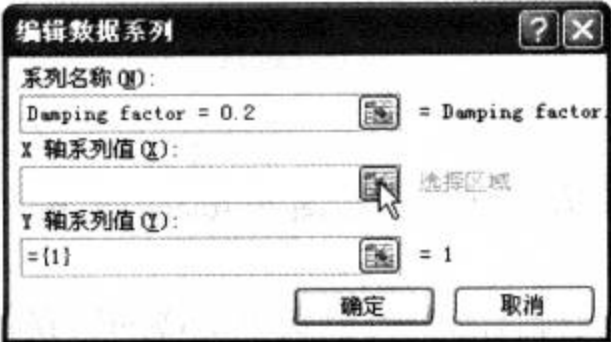 编辑数据系列
系列名称(N):
Damping factor = 0.2 = Damping factor.
X 轴系列值(X):
选择区域
Y 轴系列值(Y):
={1} = 1
确定 取消